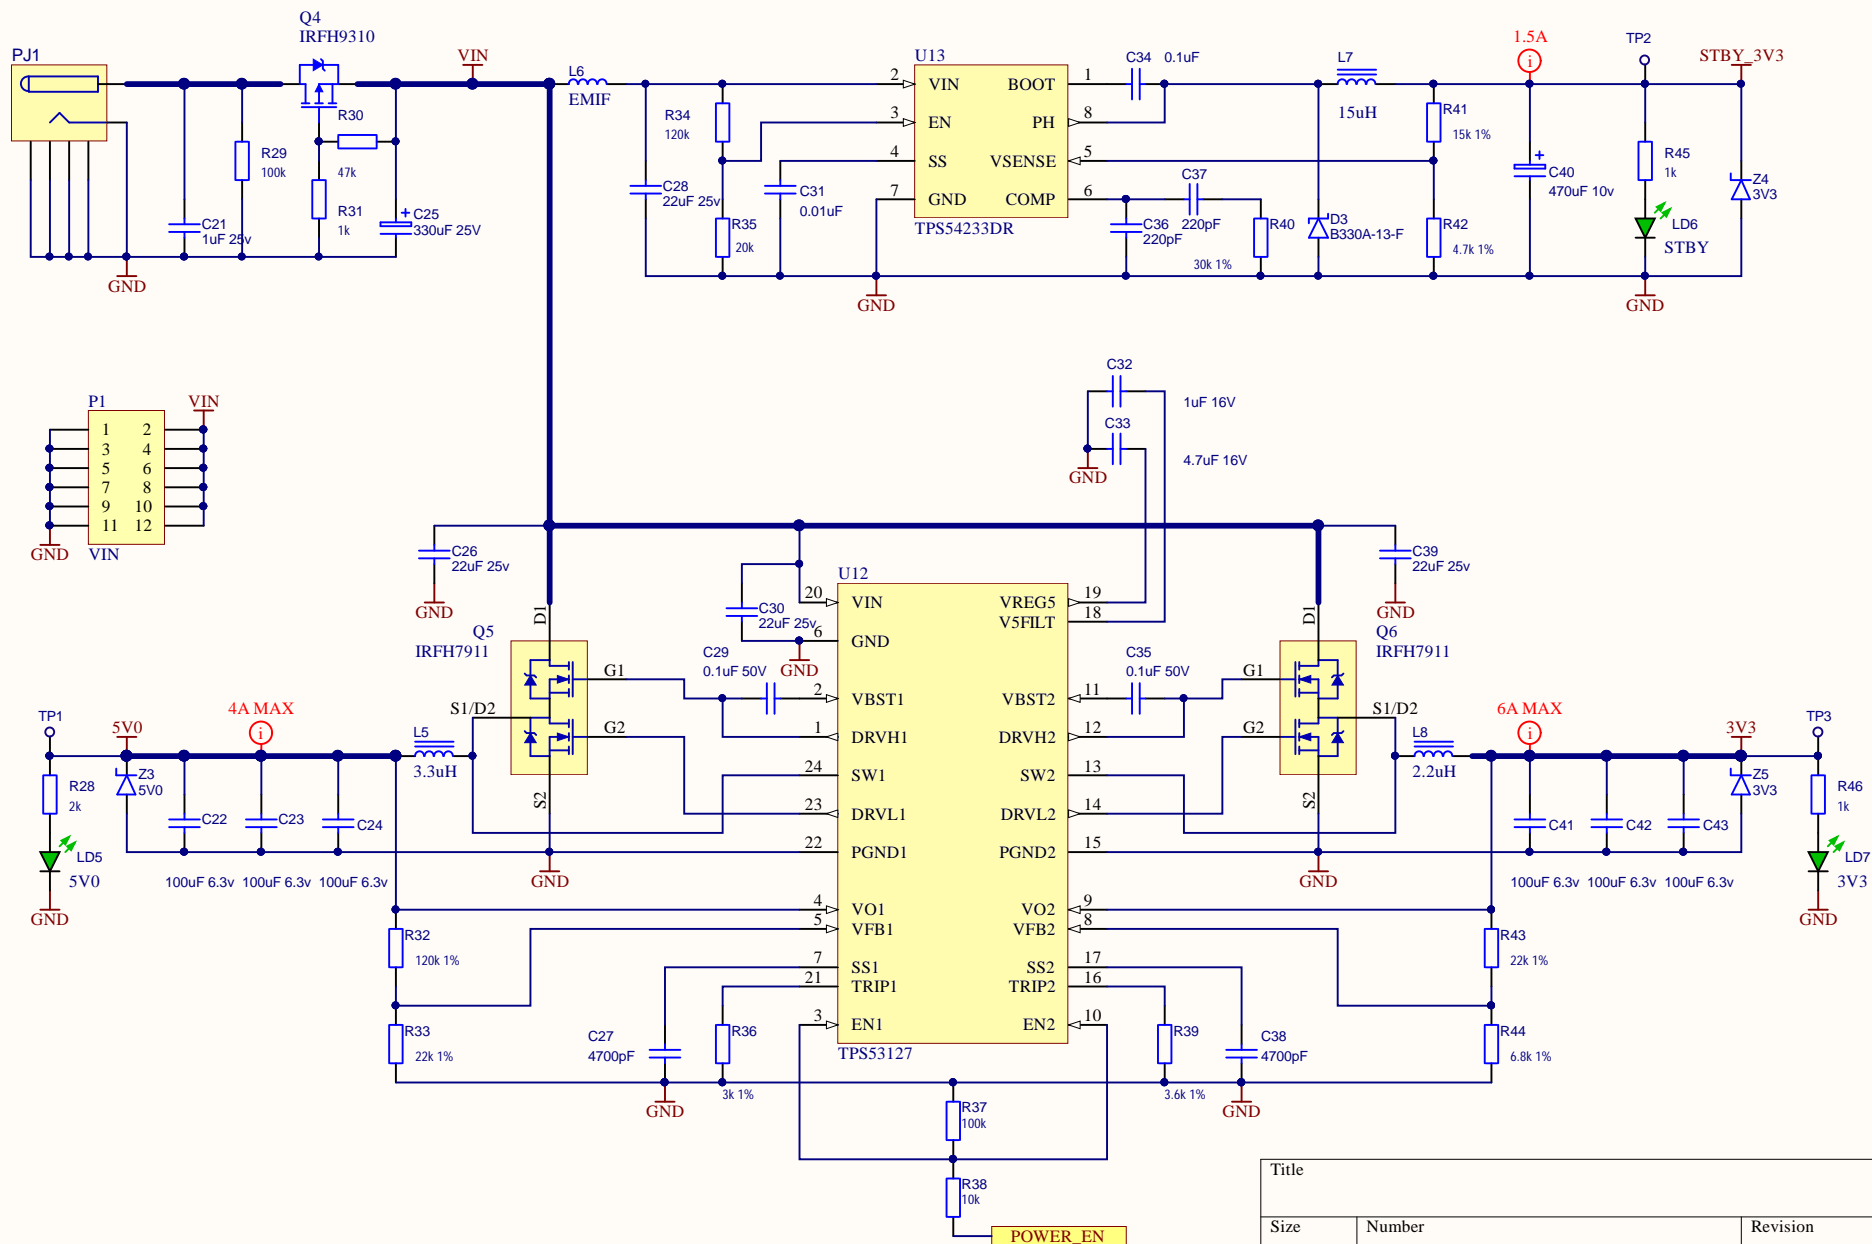 Q4
IRFH9310
PJ1
VIN
R30
47k
R29
100k
R31
1k
C21
1uF 25v
C25
330uF 25V
GND
L6
EMIF
U13
2 VIN BOOT 1
3 EN PH 8
4 SS VSENSE 5
7 GND COMP 6
TPS54233DR
R34
120k
C28
22uF 25v
R35
20k
C31
0.01uF
GND
C34 0.1uF
C37
220pF
C36
220pF
R40
30k 1%
D3
B330A-13-F
L7
15uH
R41
15k 1%
R42
4.7k 1%
1.5A
i
C40
470uF 10v
TP2
R45
1k
LD6
STBY
GND
STBY_3V3
Z4
3V3
P1
VIN
1 2
3 4
5 6
7 8
9 10
11 12
GND
VIN
C32
1uF 16V
C33
4.7uF 16V
GND
C26
22uF 25v
GND
C39
22uF 25v
GND
C30
22uF 25v
GND
Q5
IRFH7911
D1
G1
S1/D2
G2
S2
GND
C29
0.1uF 50V
C35
0.1uF 50V
Q6
IRFH7911
D1
G1
S1/D2
G2
S2
GND
U12
20 VIN VREG5 19
V5FILT 18
6 GND
2 VBST1 VBST2 11
1 DRVH1 DRVH2 12
24 SW1 SW2 13
23 DRVL1 DRVL2 14
22 PGND1 PGND2 15
4 VO1 VO2 9
5 VFB1 VFB2 8
7 SS1 SS2 17
21 TRIP1 TRIP2 16
3 EN1 EN2 10
TPS53127
TP1
5V0
4A MAX
i
L5
3.3uH
R28
2k
Z3
5V0
C22
C23
C24
100uF 6.3v 100uF 6.3v 100uF 6.3v
LD5
5V0
GND
L8
2.2uH
6A MAX
i
3V3
TP3
Z5
3V3
R46
1k
C41
C42
C43
100uF 6.3v 100uF 6.3v 100uF 6.3v
LD7
3V3
GND
R32
120k 1%
R33
22k 1%
C27
4700pF
GND
R36
3k 1%
R39
3.6k 1%
C38
4700pF
GND
R43
22k 1%
R44
6.8k 1%
R37
100k
R38
10k
POWER_EN
Title
Size Number Revision